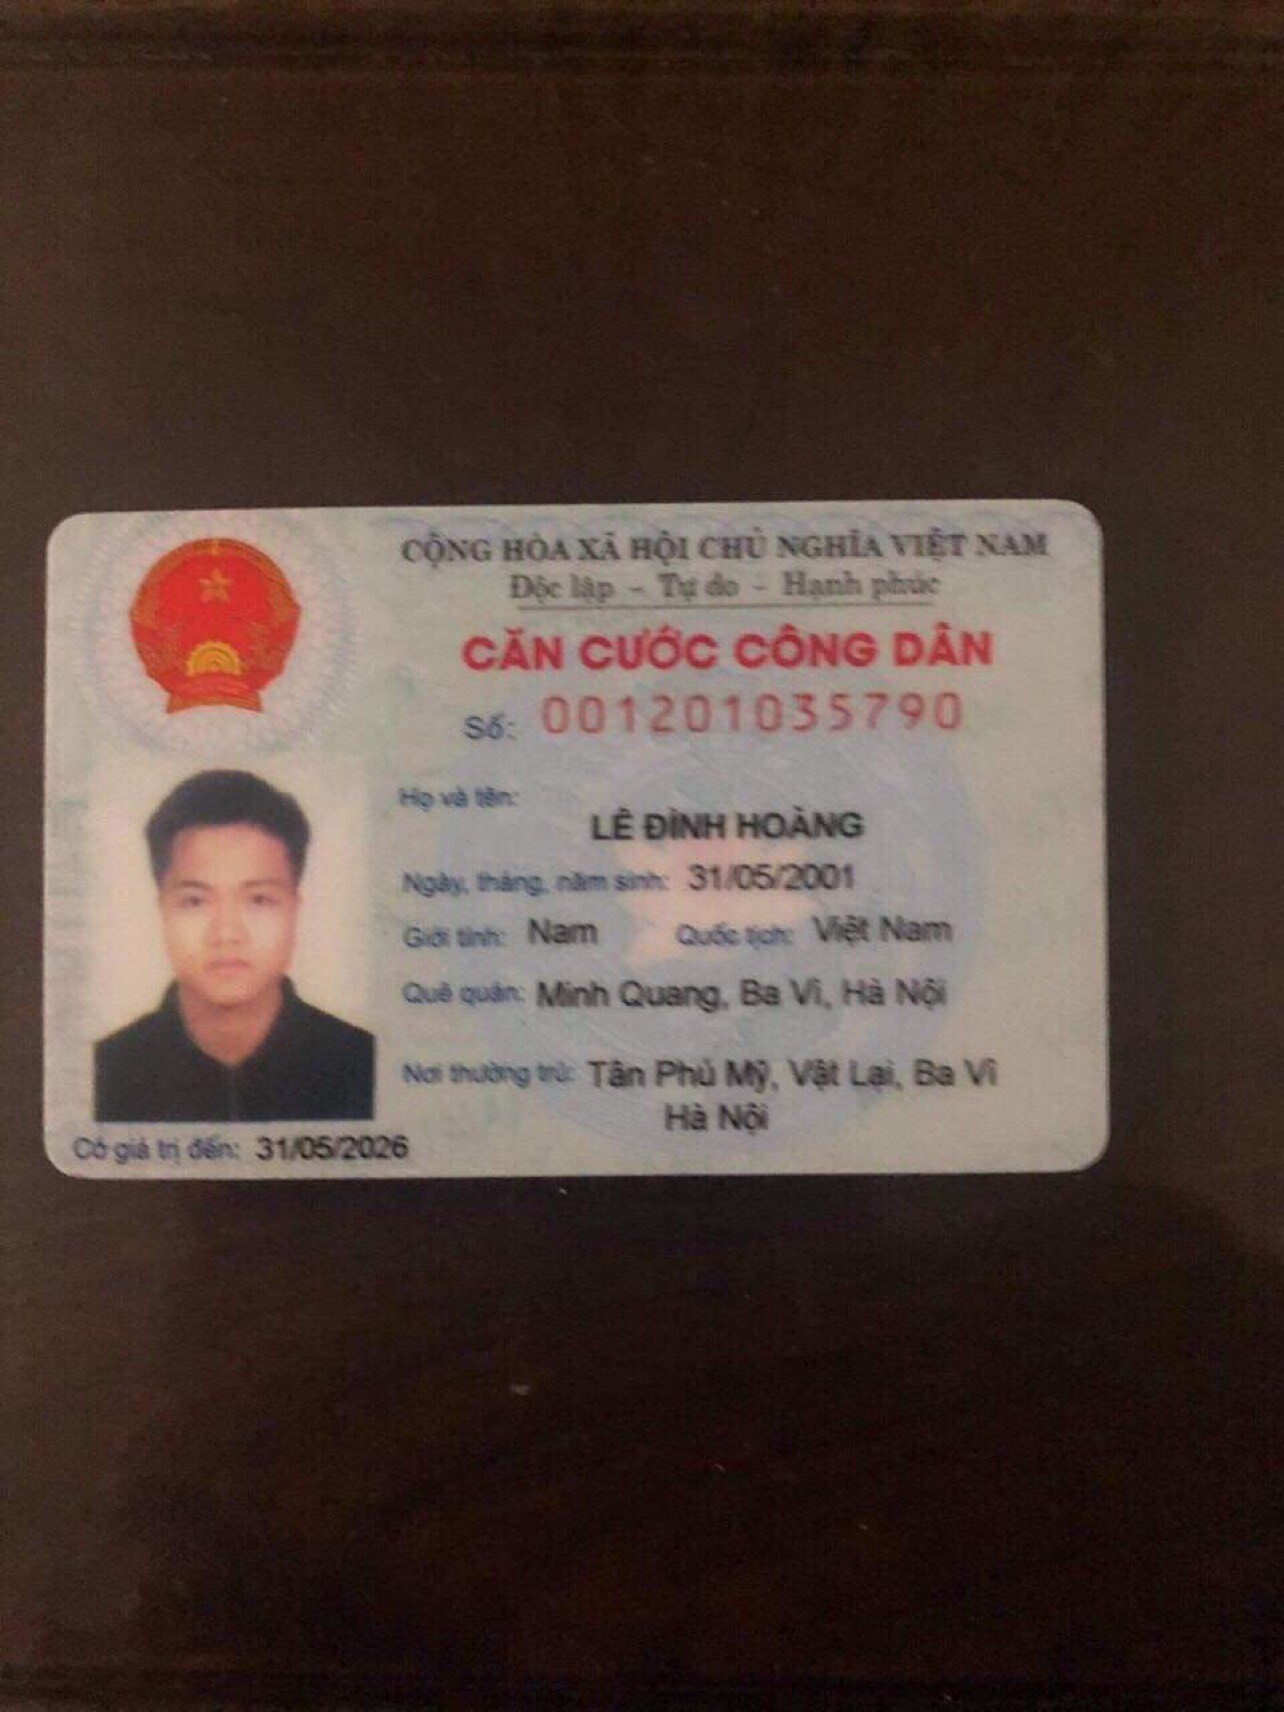 CỘNG HÒA XÃ HỘI CHỦ NGHĨA VIỆT NAM
Độc lập - Tự do - Hạnh phúc
CĂN CƯỚC CÔNG DÂN
Số: 001201035790
Họ và tên:
LÊ ĐÌNH HOÀNG
Ngày, tháng, năm sinh: 31/05/2001
Giới tính: Nam Quốc tịch: Việt Nam
Quê quán: Minh Quang, Ba Vì, Hà Nội
Nơi thường trú: Tân Phú Mỹ, Vật Lại, Ba Vì
Hà Nội
Có giá trị đến: 31/05/2026